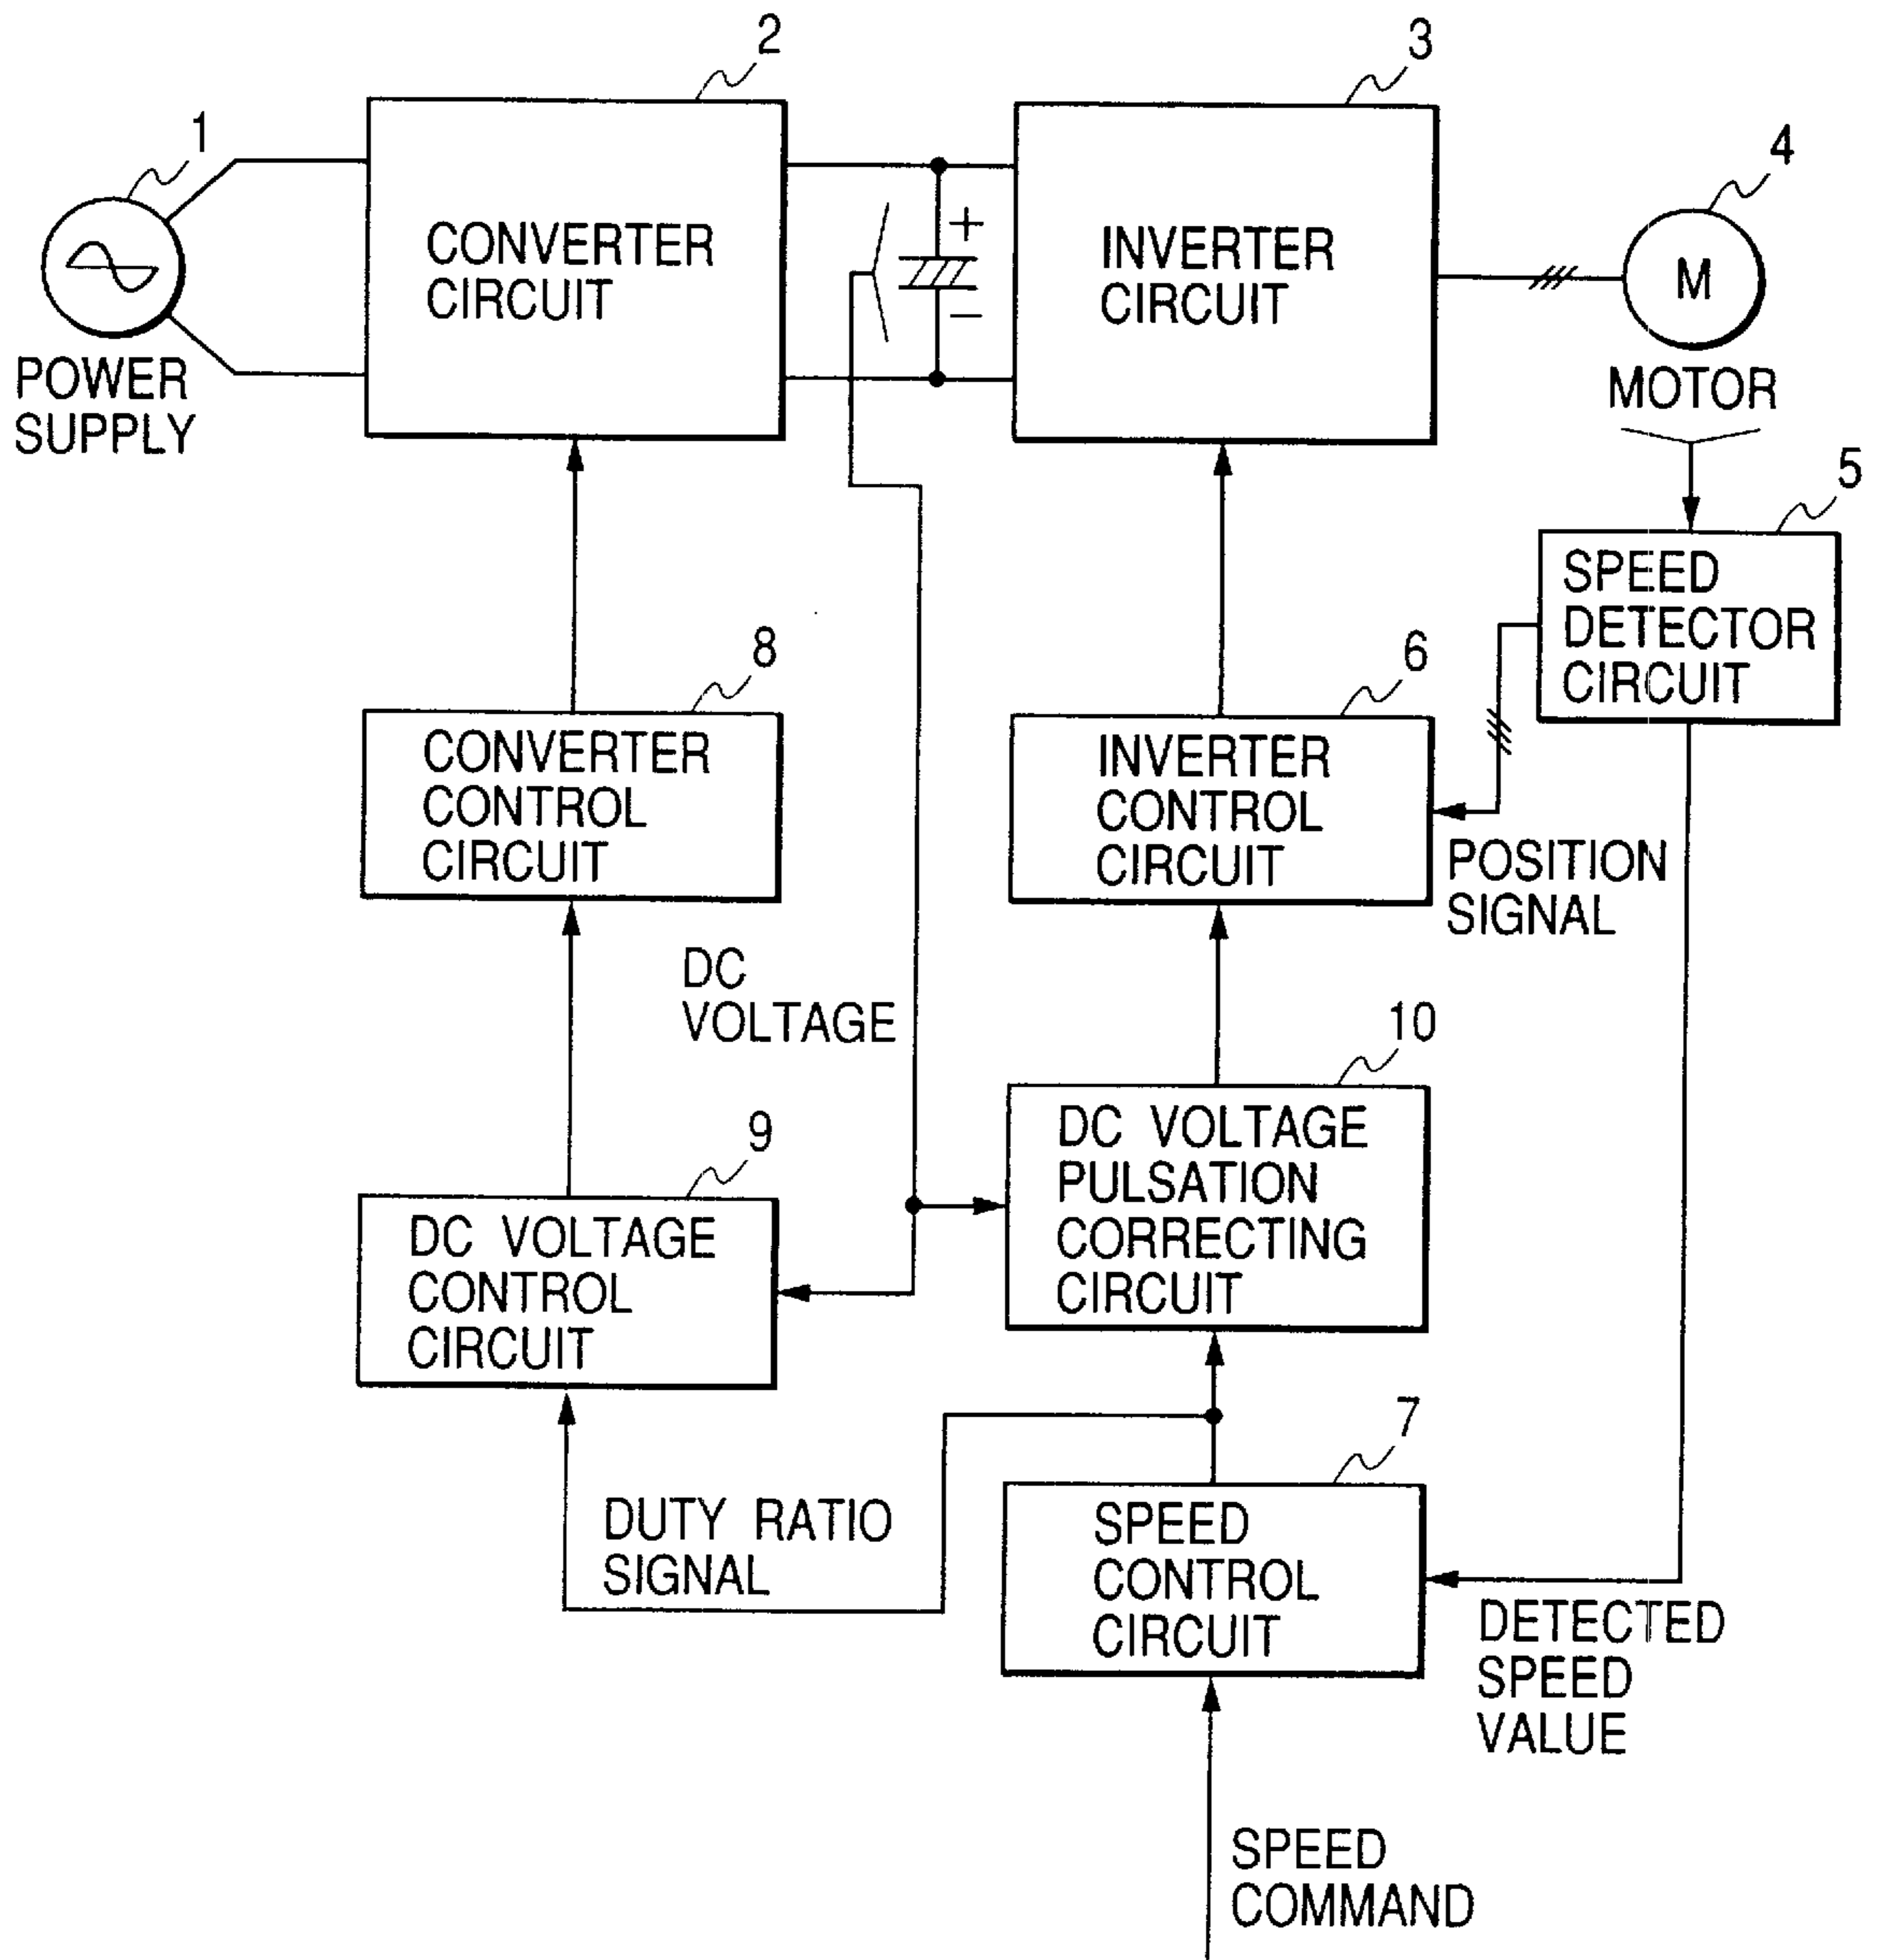 2
3
1
4
CONVERTER
CIRCUIT
+
−
INVERTER
CIRCUIT
M
POWER
SUPPLY
MOTOR
5
SPEED
DETECTOR
CIRCUIT
8
6
CONVERTER
CONTROL
CIRCUIT
INVERTER
CONTROL
CIRCUIT
POSITION
SIGNAL
DC
VOLTAGE
10
9
DC VOLTAGE
PULSATION
CORRECTING
CIRCUIT
DC VOLTAGE
CONTROL
CIRCUIT
7
DUTY RATIO
SIGNAL
SPEED
CONTROL
CIRCUIT
DETECTED
SPEED
VALUE
SPEED
COMMAND